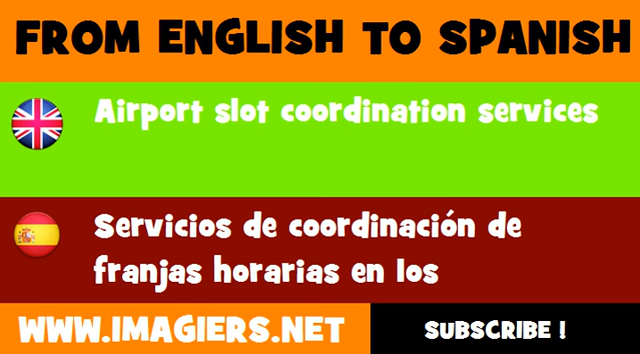 FROM ENGLISH TO SPANISH
Airport slot coordination services
Servicios de coordinación de
franjas horarias en los
WWW.IMAGIERS.NET
SUBSCRIBE !